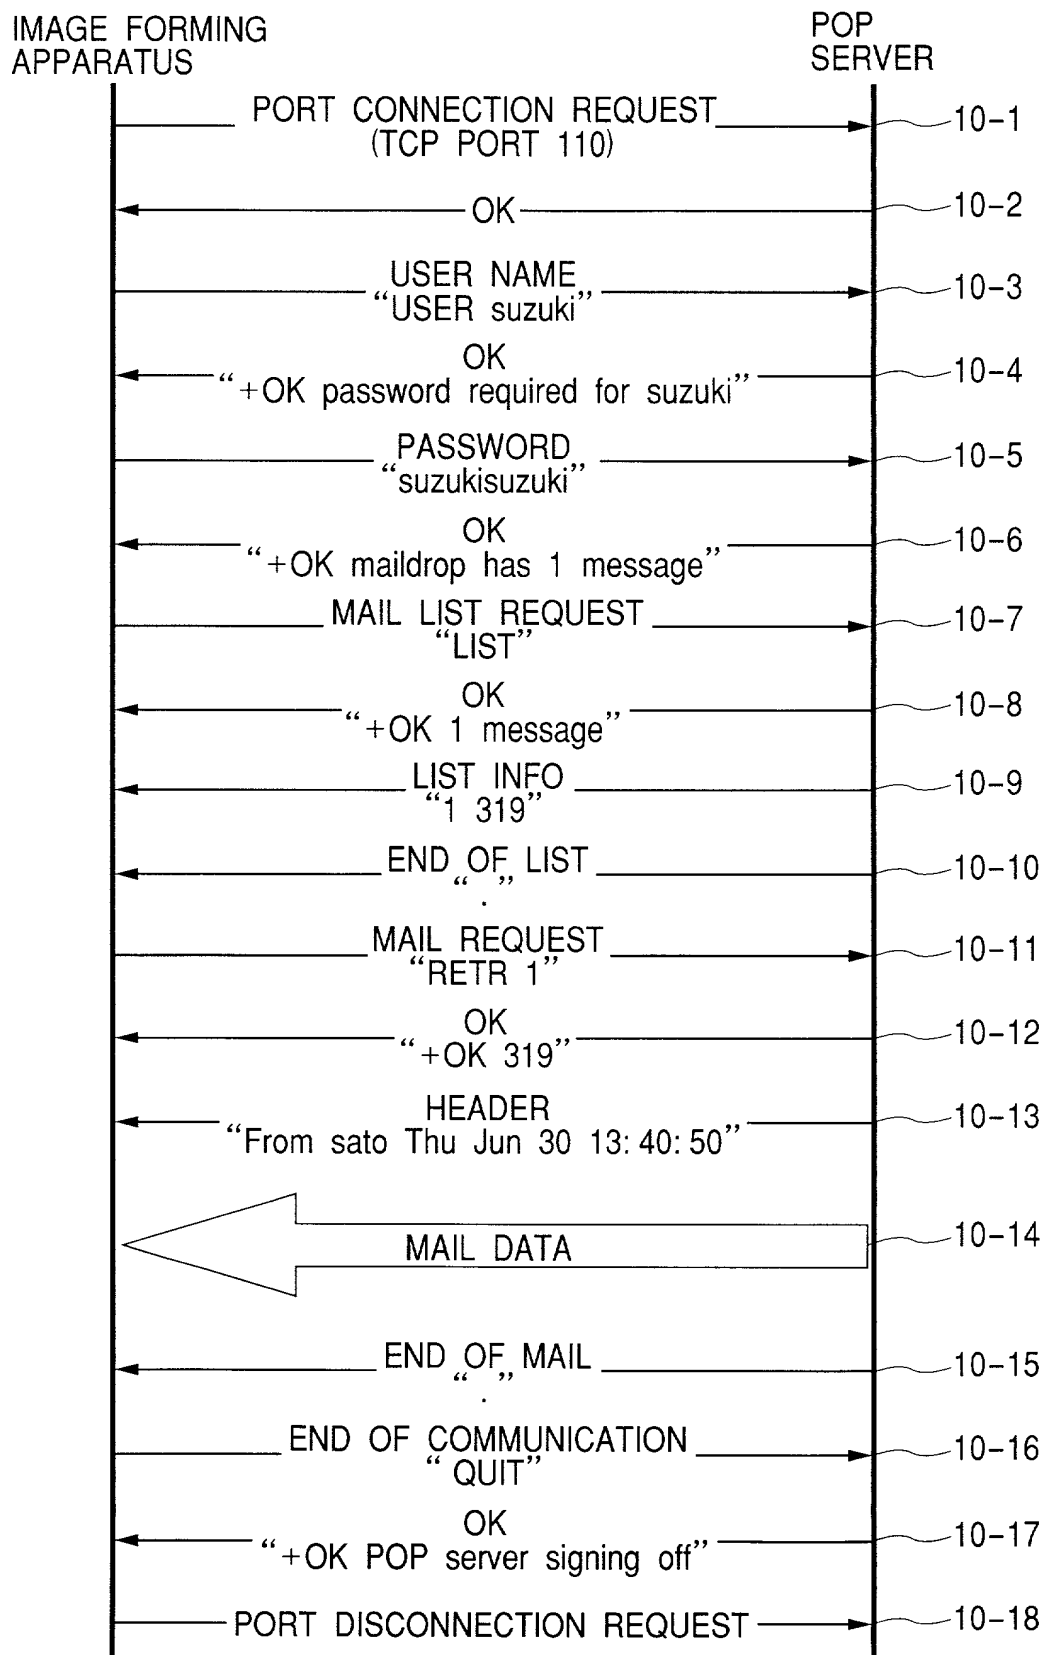 IMAGE FORMING
APPARATUS
POP
SERVER
PORT CONNECTION REQUEST
(TCP PORT 110)
10-1
OK
10-2
USER NAME
“USER suzuki”
10-3
OK
“+OK password required for suzuki”
10-4
PASSWORD
“suzukisuzuki”
10-5
OK
“+OK maildrop has 1 message”
10-6
MAIL LIST REQUEST
“LIST”
10-7
OK
“+OK 1 message”
10-8
LIST INFO
“1 319”
10-9
END OF LIST
“.”
10-10
MAIL REQUEST
“RETR 1”
10-11
OK
“+OK 319”
10-12
HEADER
“From sato Thu Jun 30 13:40:50”
10-13
MAIL DATA
10-14
END OF MAIL
“.”
10-15
END OF COMMUNICATION
“QUIT”
10-16
OK
“+OK POP server signing off”
10-17
PORT DISCONNECTION REQUEST
10-18